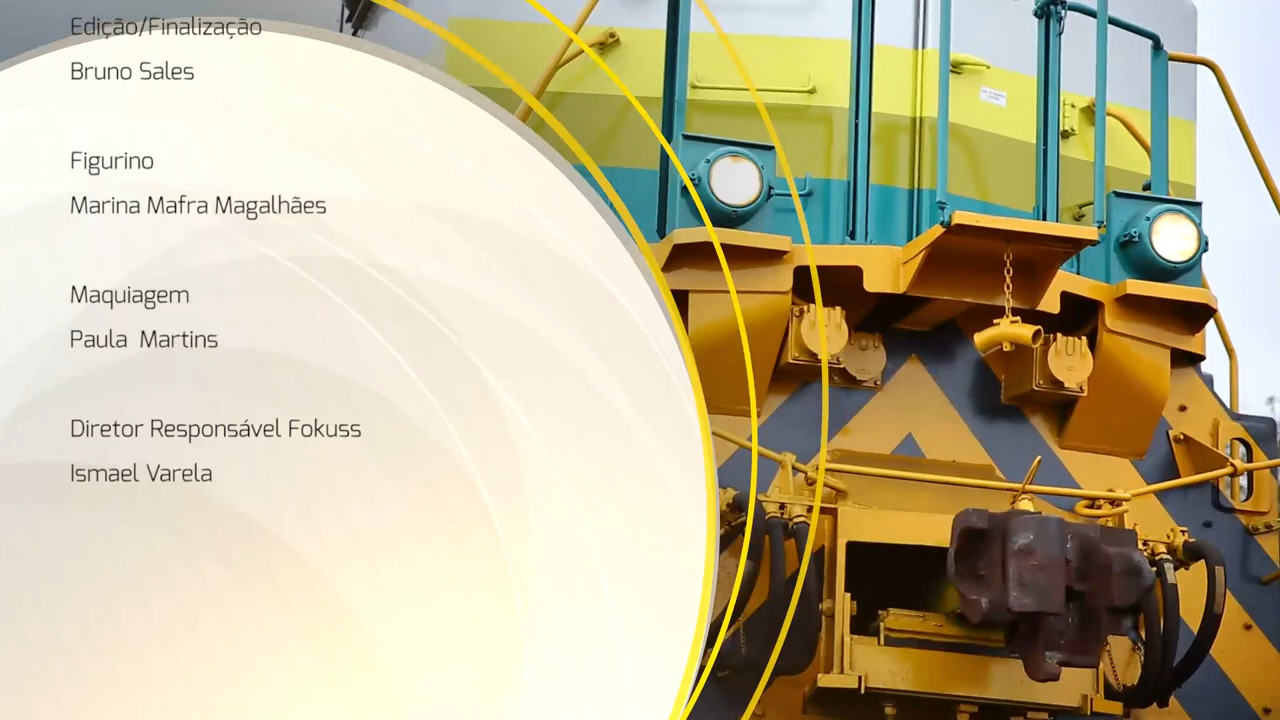 Edição/Finalização
Bruno Sales
Figurino
Marina Mafra Magalhães
Maquiagem
Paula  Martins
Diretor Responsável Fokuss
Ismael Varela